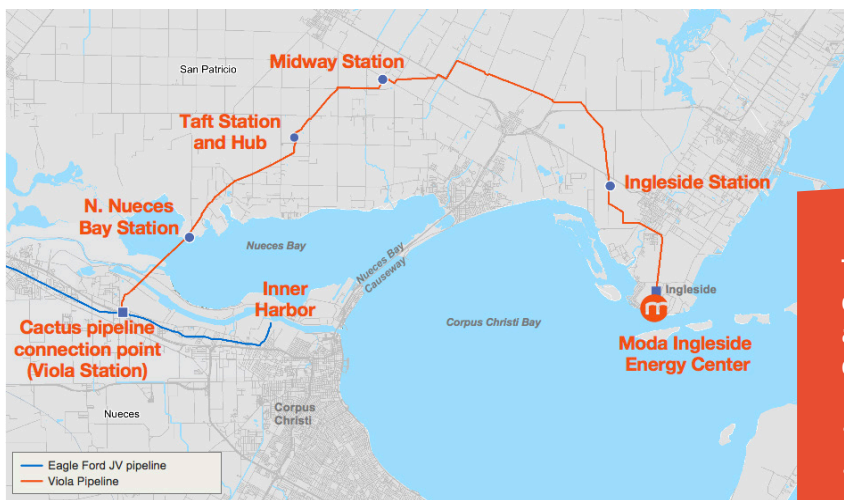 San Patricio
Midway Station
Taft Station
and Hub
Ingleside Station
N. Nueces
Bay Station
Nueces Bay
Nueces Bay
Causeway
Inner
Harbor
Ingleside
m
Cactus pipeline
connection point
(Viola Station)
Corpus Christi Bay
Moda Ingleside
Energy Center
Nueces
Corpus
Christi
Eagle Ford JV pipeline
Viola Pipeline